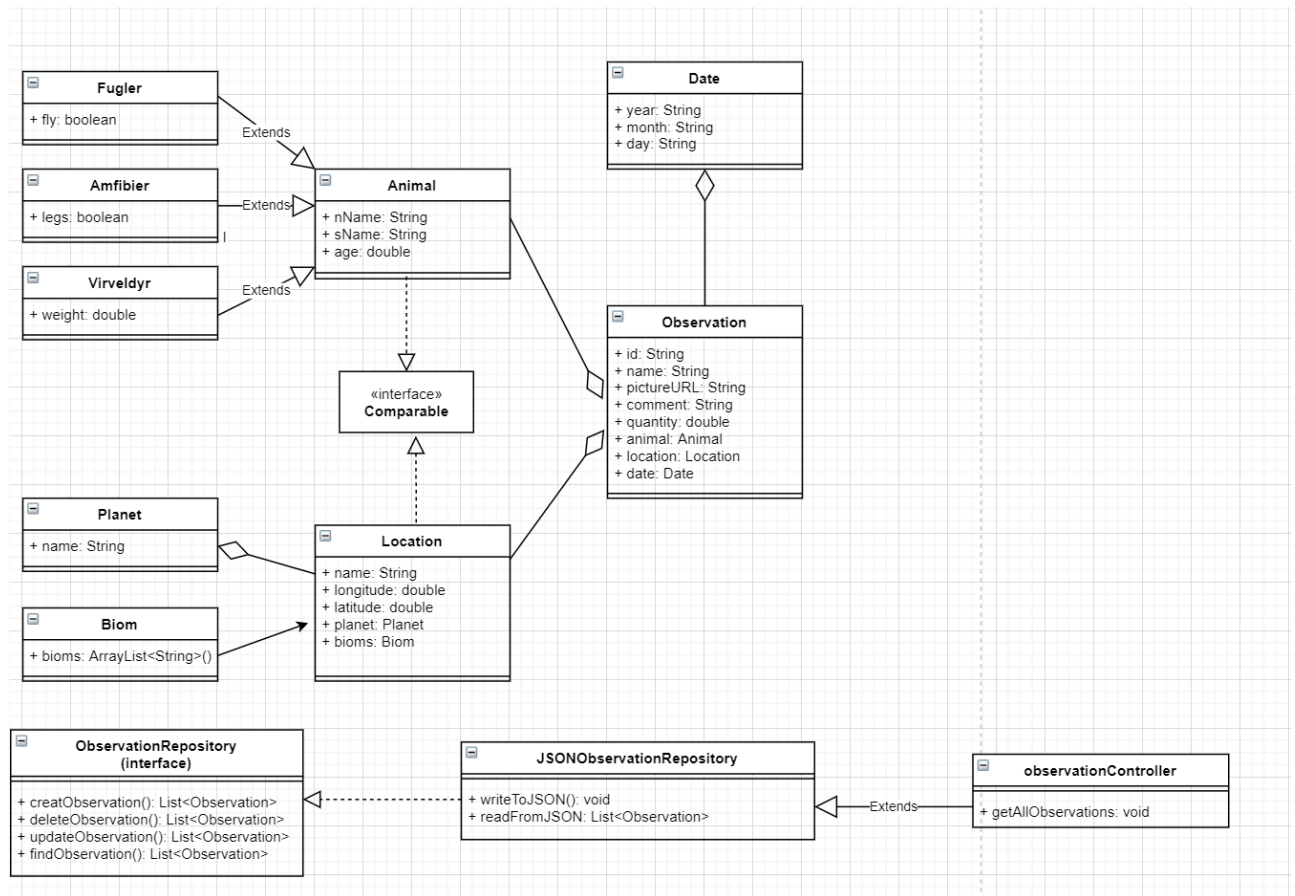 Fugler
+ fly: boolean
Extends
Amfibier
+ legs: boolean
Extends
Virveldyr
+ weight: double
Extends
Animal
+ nName: String
+ sName: String
+ age: double
Date
+ year: String
+ month: String
+ day: String
«interface»
Comparable
Observation
+ id: String
+ name: String
+ pictureURL: String
+ comment: String
+ quantity: double
+ animal: Animal
+ location: Location
+ date: Date
Planet
+ name: String
Biom
+ bioms: ArrayList<String>()
Location
+ name: String
+ longitude: double
+ latitude: double
+ planet: Planet
+ bioms: Biom
ObservationRepository
(interface)
+ creatObservation(): List<Observation>
+ deleteObservation(): List<Observation>
+ updateObservation(): List<Observation>
+ findObservation(): List<Observation>
JSONObservationRepository
+ writeToJSON(): void
+ readFromJSON: List<Observation>
Extends
observationController
+ getAllObservations: void